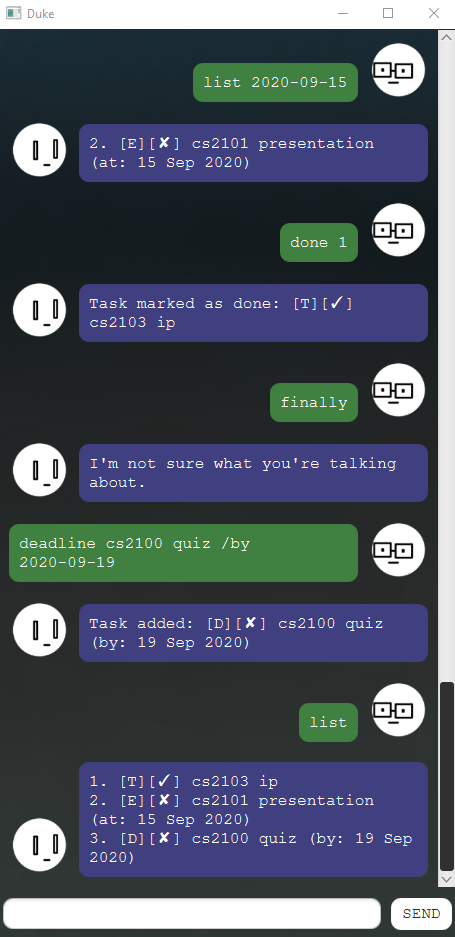 Duke
list 2020-09-15
2. [E][✘] cs2101 presentation
(at: 15 Sep 2020)
done 1
Task marked as done: [T][✓]
cs2103 ip
finally
I'm not sure what you're talking
about.
deadline cs2100 quiz /by
2020-09-19
Task added: [D][✘] cs2100 quiz
(by: 19 Sep 2020)
list
1. [T][✓] cs2103 ip
2. [E][✘] cs2101 presentation
(at: 15 Sep 2020)
3. [D][✘] cs2100 quiz (by: 19 Sep
2020)
SEND